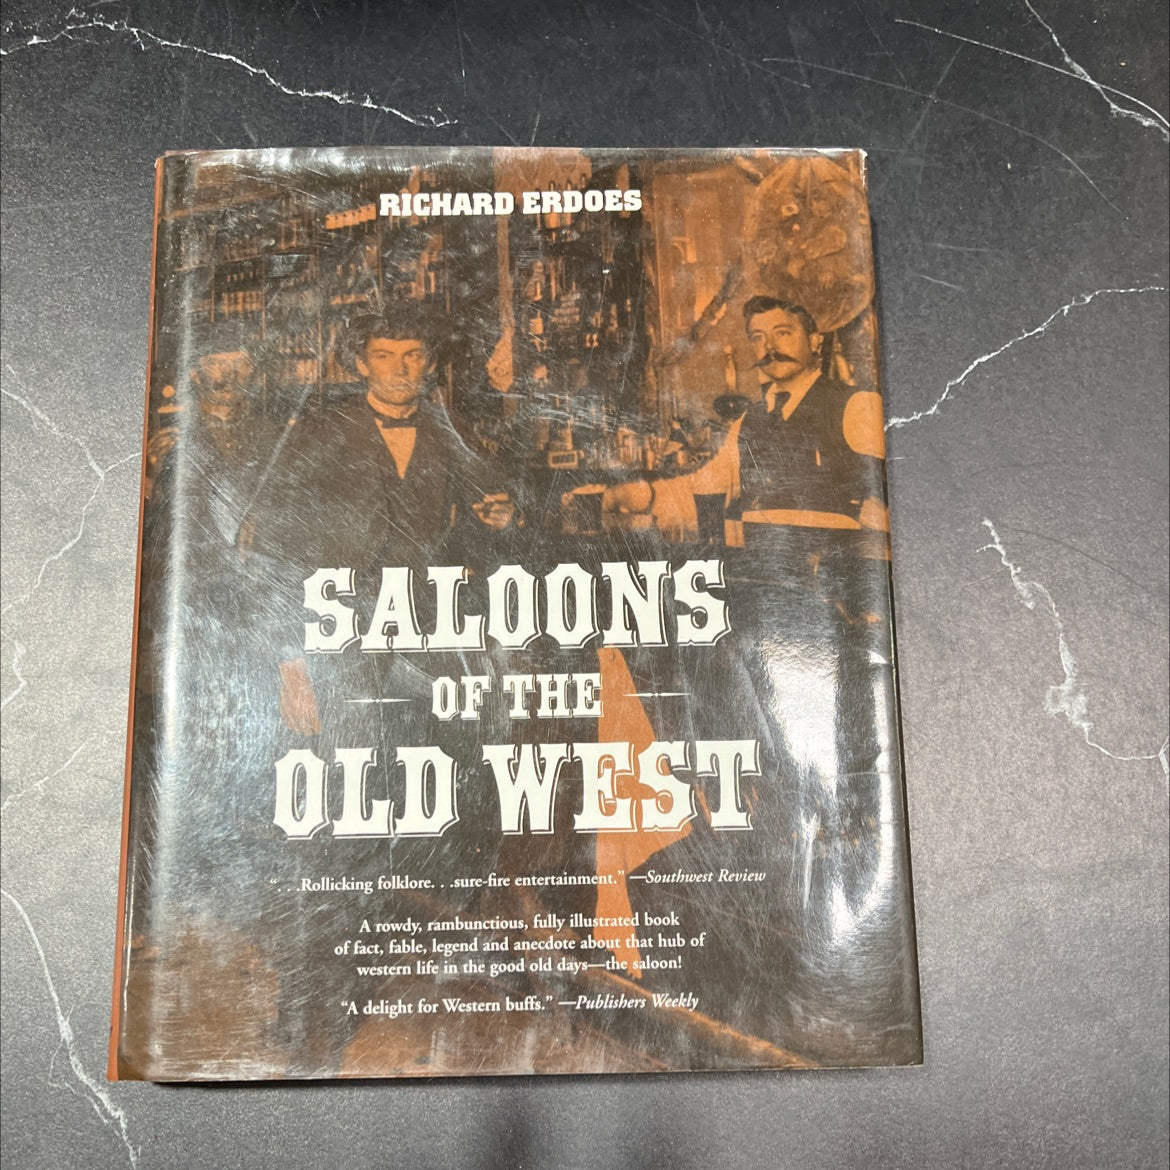 RICHARD ERDOES
SALOONS
OF THE
OLD WEST
“. . .Rollicking folklore. . .sure-fire entertainment.” —Southwest Review
A rowdy, rambunctious, fully illustrated book
of fact, fable, legend and anecdote about that hub of
western life in the good old days—the saloon!
“A delight for Western buffs.” —Publishers Weekly